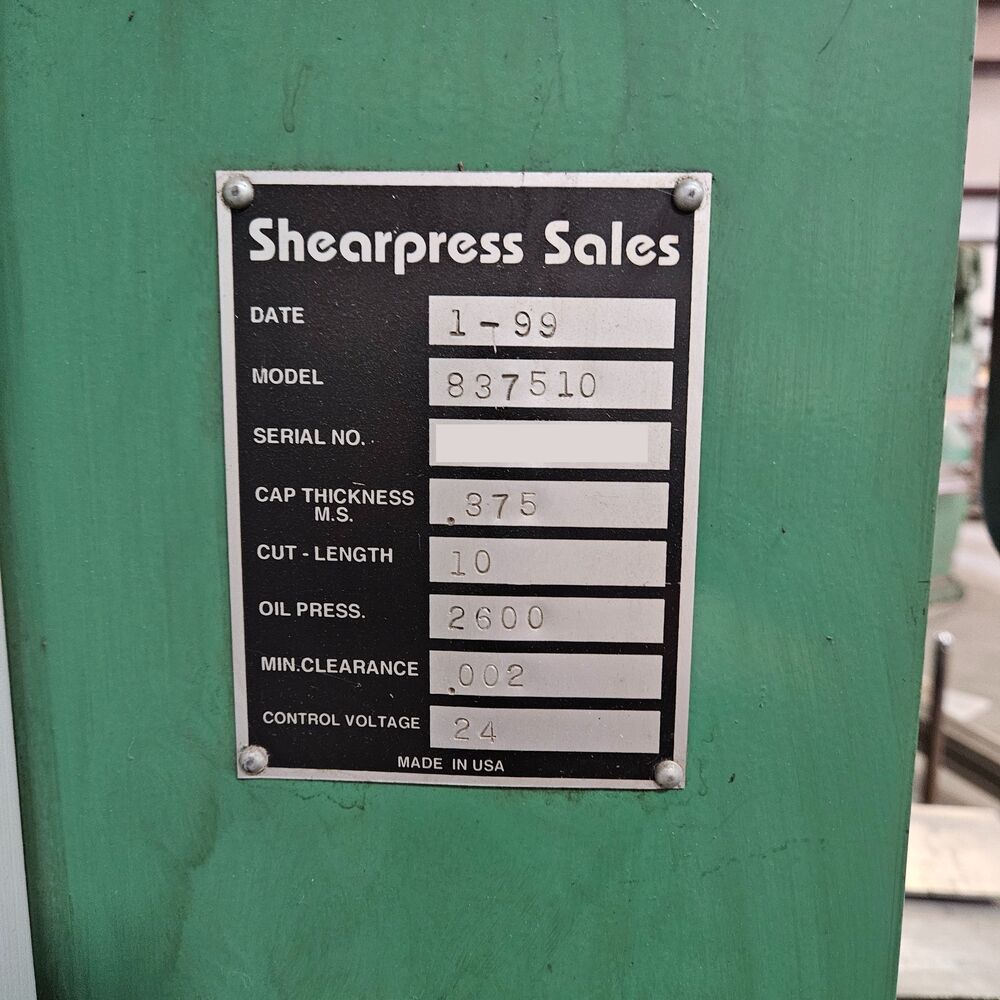 Shearpress Sales
DATE 1-99
MODEL 837510
SERIAL NO.
CAP THICKNESS .375
M.S.
CUT - LENGTH 10
OIL PRESS. 2600
MIN.CLEARANCE .002
CONTROL VOLTAGE 24
MADE IN USA